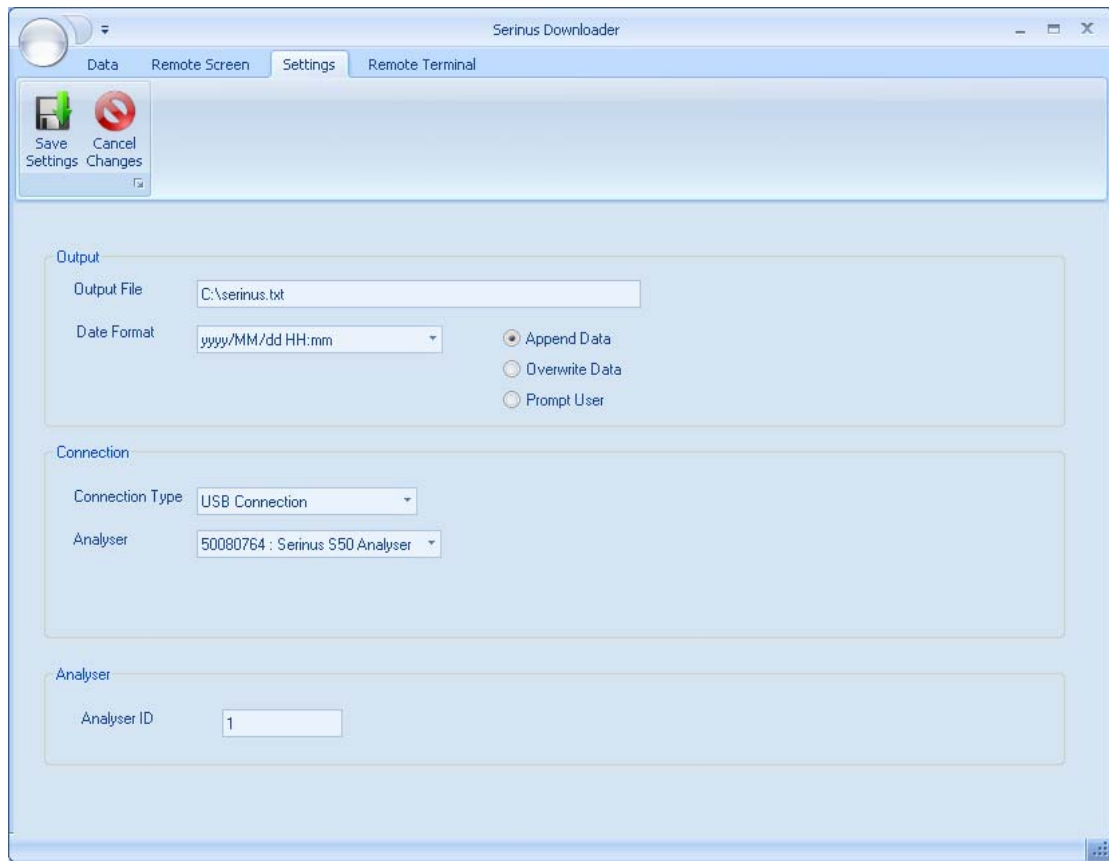 Serinus Downloader
Data Remote Screen Settings Remote Terminal
Save Settings
Cancel Changes
Output
Output File C:\serinus.txt
Date Format yyyy/MM/dd HH:mm
Append Data
Overwrite Data
Prompt User
Connection
Connection Type USB Connection
Analyser 50080764 : Serinus S50 Analyser
Analyser
Analyser ID 1